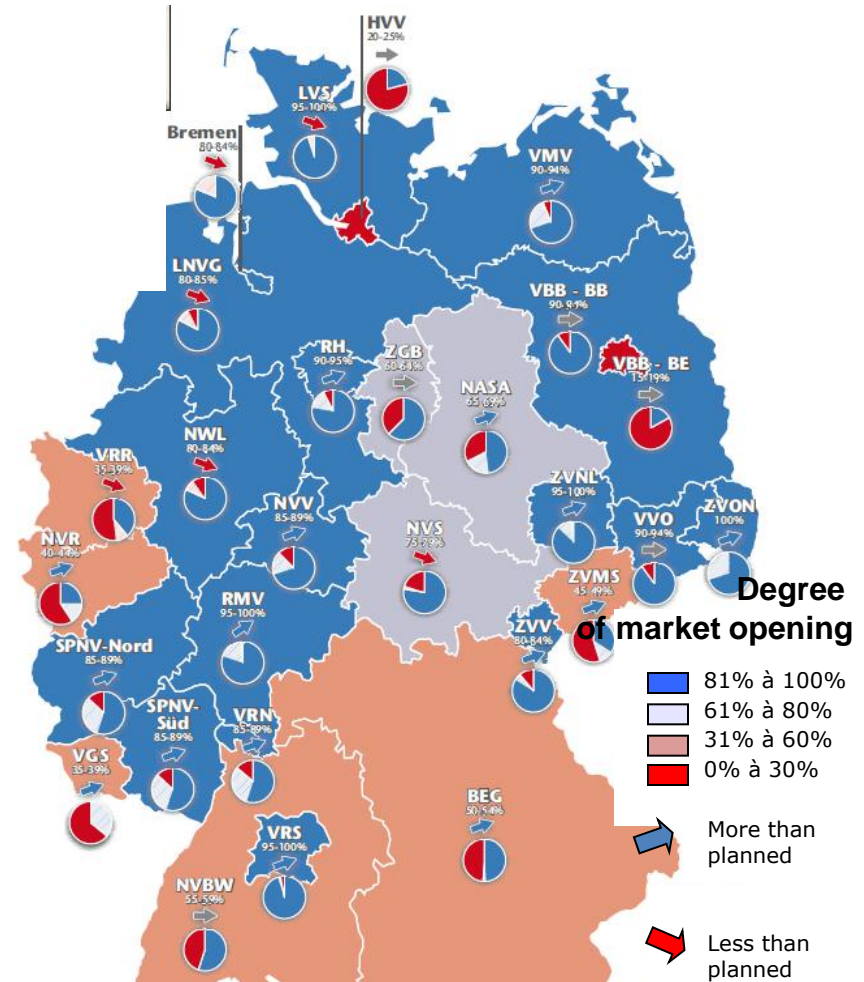 HVV
20-25%
LVS
95-100%
Bremen
80-84%
VMV
90-94%
LNVG
80-85%
VBB - BB
90-94%
RH
90-95%
ZGB
60-64%
NASA
65-69%
VBB - BE
15-19%
NWL
80-84%
VRR
35-39%
ZVNL
95-100%
NVV
85-89%
ZVON
100%
NVS
75-79%
VVO
90-94%
NVR
40-44%
ZVMS
45-49%
Degree
of market opening
RMV
95-100%
ZVV
80-84%
SPNV-Nord
85-89%
81% à 100%
61% à 80%
31% à 60%
0% à 30%
SPNV-
Süd
85-89%
VRN
85-89%
VGS
35-39%
BEG
50-54%
VRS
95-100%
More than
planned
NVBW
55-59%
Less than
planned